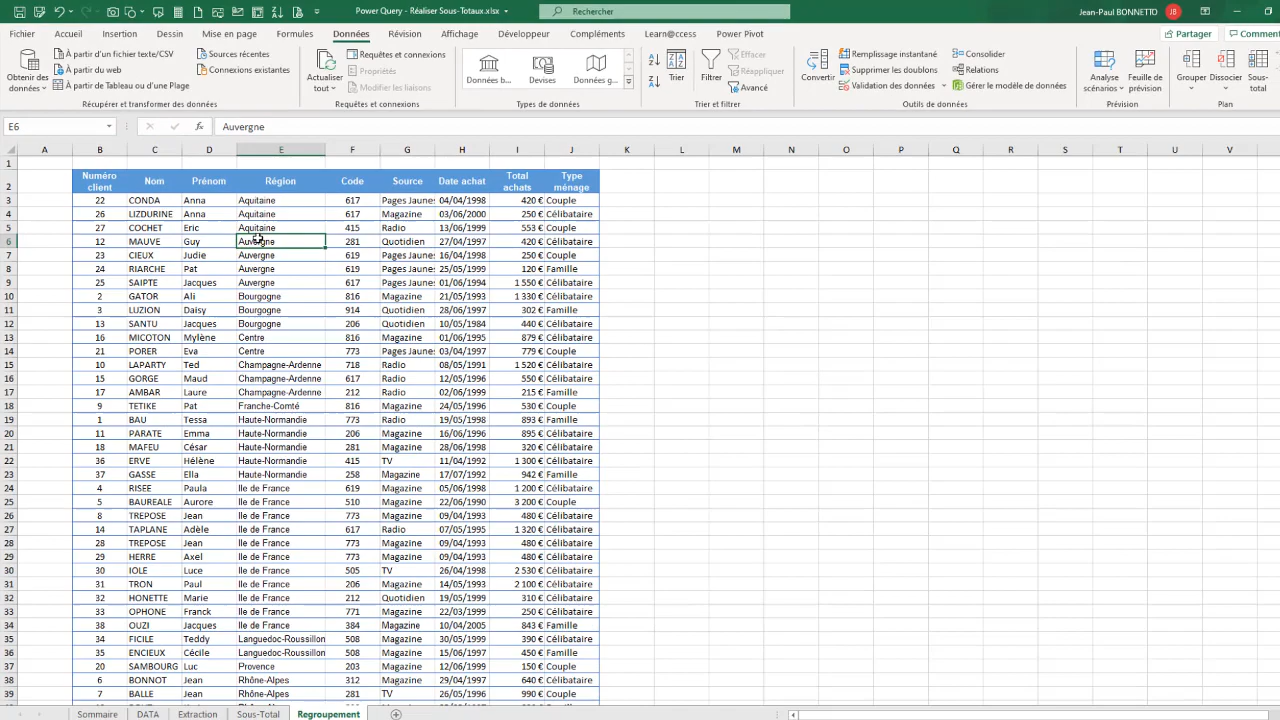 Power Query - Réaliser Sous-Totaux.xlsx
Rechercher
Jean-Paul BONNETTO
JB
Fichier Accueil Insertion Dessin Mise en page Formulas Données Révision Affichage Développeur Compléments Learn@ccess Power Pivot
Partager
Comment
Obtenir des données
À partir d'un fichier texte/CSV
À partir du web
À partir de Tableau ou d'une Plage
Sources récentes
Connexions existantes
Récupérer et transformer des données
Actualiser tout
Requêtes et connexions
Propriétés
Modifier les liaisons
Requêtes et connexions
Données b...
Devises
Données g...
Types de données
Trier
Filtrer
Effacer
Réappliquer
Avancé
Trier et filtrer
Convertir
Remplissage instantané
Supprimer les doublons
Validation des données
Consolider
Relations
Gérer le modèle de données
Outils de données
Analyse scénarios
Feuille de prévision
Prévision
Grouper
Dissocier
Sous-total
Plan
E6
Auvergne
A B C D E F G H I J K L M N O P Q R S T U V
1
2 Numéro client Nom Prénom Région Code Source Date achat Total achats Type ménage
3 22 CONDA Anna Aquitaine 617 Pages Jaunes 04/04/1998 420 € Couple
4 26 LIZDURINE Anna Aquitaine 617 Magazine 03/06/2000 250 € Célibataire
5 27 COCHET Eric Aquitaine 415 Radio 13/06/1999 553 € Couple
6 12 MAUVE Guy Auvergne 281 Quotidien 27/04/1997 420 € Célibataire
7 23 CIEUX Judie Auvergne 619 Pages Jaunes 16/04/1998 250 € Couple
8 24 RIARCHE Pat Auvergne 619 Pages Jaunes 25/05/1999 120 € Famille
9 25 SAIPTE Jacques Auvergne 617 Pages Jaunes 01/06/1994 1 550 € Célibataire
10 2 GATOR Ali Bourgogne 816 Magazine 21/05/1993 1 330 € Célibataire
11 3 LUZION Daisy Bourgogne 914 Quotidien 28/06/1997 302 € Famille
12 13 SANTU Jacques Bourgogne 206 Quotidien 10/05/1984 440 € Célibataire
13 16 MICOTON Mylène Centre 816 Magazine 01/06/1995 879 € Célibataire
14 21 PORER Eva Centre 773 Pages Jaunes 03/04/1997 779 € Couple
15 10 LAPARTY Ted Champagne-Ardenne 718 Radio 08/05/1991 1 520 € Célibataire
16 15 GORGE Maud Champagne-Ardenne 617 Radio 12/05/1996 550 € Célibataire
17 17 AMBAR Laure Champagne-Ardenne 212 Radio 02/06/1999 215 € Famille
18 9 TETIKE Pat Franche-Comté 816 Magazine 24/05/1996 530 € Couple
19 1 BAU Tessa Haute-Normandie 773 Radio 19/05/1998 893 € Famille
20 11 PARATE Emma Haute-Normandie 206 Magazine 16/06/1996 895 € Célibataire
21 18 MAFEU César Haute-Normandie 281 Magazine 28/06/1998 320 € Célibataire
22 36 ERVE Hélène Haute-Normandie 415 TV 11/04/1992 1 300 € Célibataire
23 37 GASSE Ella Haute-Normandie 258 Magazine 17/07/1992 942 € Famille
24 4 RISEE Paula Ile de France 619 Magazine 05/06/1998 1 200 € Célibataire
25 5 BAUREALE Aurore Ile de France 510 Magazine 22/06/1990 3 200 € Couple
26 8 TREPOSE Jean Ile de France 773 Magazine 09/04/1993 480 € Célibataire
27 14 TAPLANE Adèle Ile de France 617 Radio 07/05/1995 1 320 € Célibataire
28 28 TREPOSE Jean Ile de France 773 Magazine 09/04/1993 480 € Célibataire
29 29 HERRE Axel Ile de France 773 Magazine 09/04/1993 480 € Célibataire
30 30 IOLE Luce Ile de France 505 TV 26/04/1998 2 530 € Célibataire
31 31 TRON Paul Ile de France 206 Magazine 14/05/1993 2 100 € Célibataire
32 32 HONETTE Marie Ile de France 212 Quotidien 19/05/1999 310 € Célibataire
33 33 OPHONE Franck Ile de France 771 Magazine 22/03/1999 250 € Célibataire
34 38 OUZI Jacques Ile de France 384 Magazine 10/04/2005 843 € Famille
35 34 FICILE Teddy Languedoc-Roussillon 508 Magazine 30/05/1999 390 € Célibataire
36 35 ENCIEUX Cécile Languedoc-Roussillon 508 Magazine 15/06/1997 450 € Famille
37 20 SAMBOURG Luc Provence 203 Magazine 12/06/1999 150 € Couple
38 6 BONNOT Jean Rhône-Alpes 312 Magazine 29/04/1997 640 € Célibataire
39 7 BALLE Jean Rhône-Alpes 281 TV 26/05/1996 990 € Couple
Sommaire DATA Extraction Sous-Total Regroupement